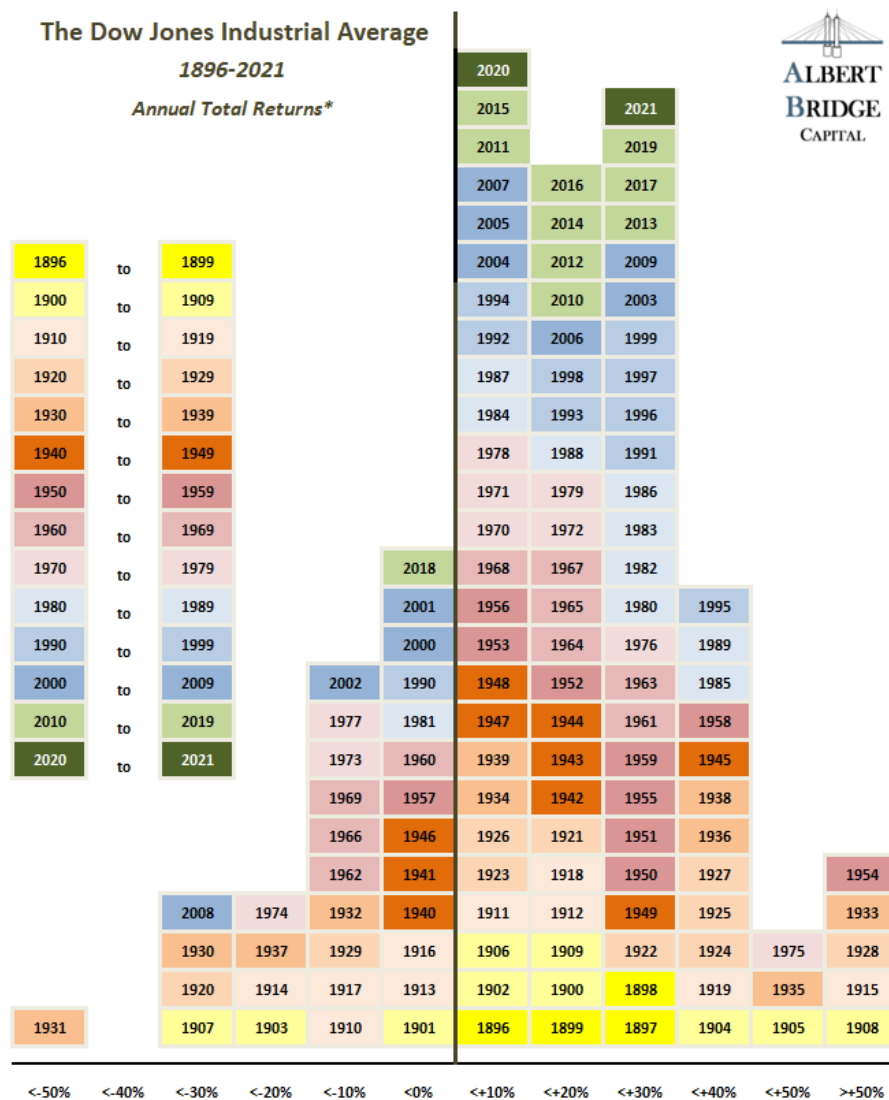 The Dow Jones Industrial Average
1896-2021
Annual Total Returns*
ALBERT
BRIDGE
CAPITAL
2020
2015 2021
2011 2019
2007 2016 2017
2005 2014 2013
1896 to 1899 2004 2012 2009
1900 to 1909 1994 2010 2003
1910 to 1919 1992 2006 1999
1920 to 1929 1987 1998 1997
1930 to 1939 1984 1993 1996
1940 to 1949 1978 1988 1991
1950 to 1959 1971 1979 1986
1960 to 1969 1970 1972 1983
1970 to 1979 2018 1968 1967 1982
1980 to 1989 2001 1956 1965 1980 1995
1990 to 1999 2000 1953 1964 1976 1989
2000 to 2009 2002 1990 1948 1952 1963 1985
2010 to 2019 1977 1981 1947 1944 1961 1958
2020 to 2021 1973 1960 1939 1943 1959 1945
1969 1957 1934 1942 1955 1938
1966 1946 1926 1921 1951 1936
1962 1941 1923 1918 1950 1927 1954
2008 1974 1932 1940 1911 1912 1949 1925 1933
1930 1937 1929 1916 1906 1909 1922 1924 1975 1928
1920 1914 1917 1913 1902 1900 1898 1919 1935 1915
1931 1907 1903 1910 1901 1896 1899 1897 1904 1905 1908
<-50% <-40% <-30% <-20% <-10% <0% <+10% <+20% <+30% <+40% <+50% >+50%